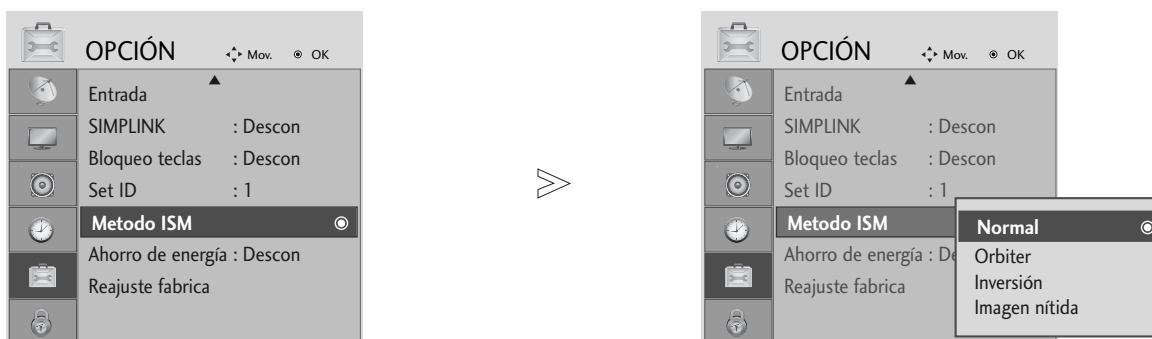 OPCIÓN Mov. OK
Entrada
SIMPLINK : Descon
Bloqueo teclas : Descon
Set ID : 1
Metodo ISM
Ahorro de energía : Descon
Reajuste fabrica
OPCIÓN Mov. OK
Entrada
SIMPLINK : Descon
Bloqueo teclas : Descon
Set ID : 1
Metodo ISM
Ahorro de energía : De
Reajuste fabrica
Normal
Orbiter
Inversión
Imagen nítida